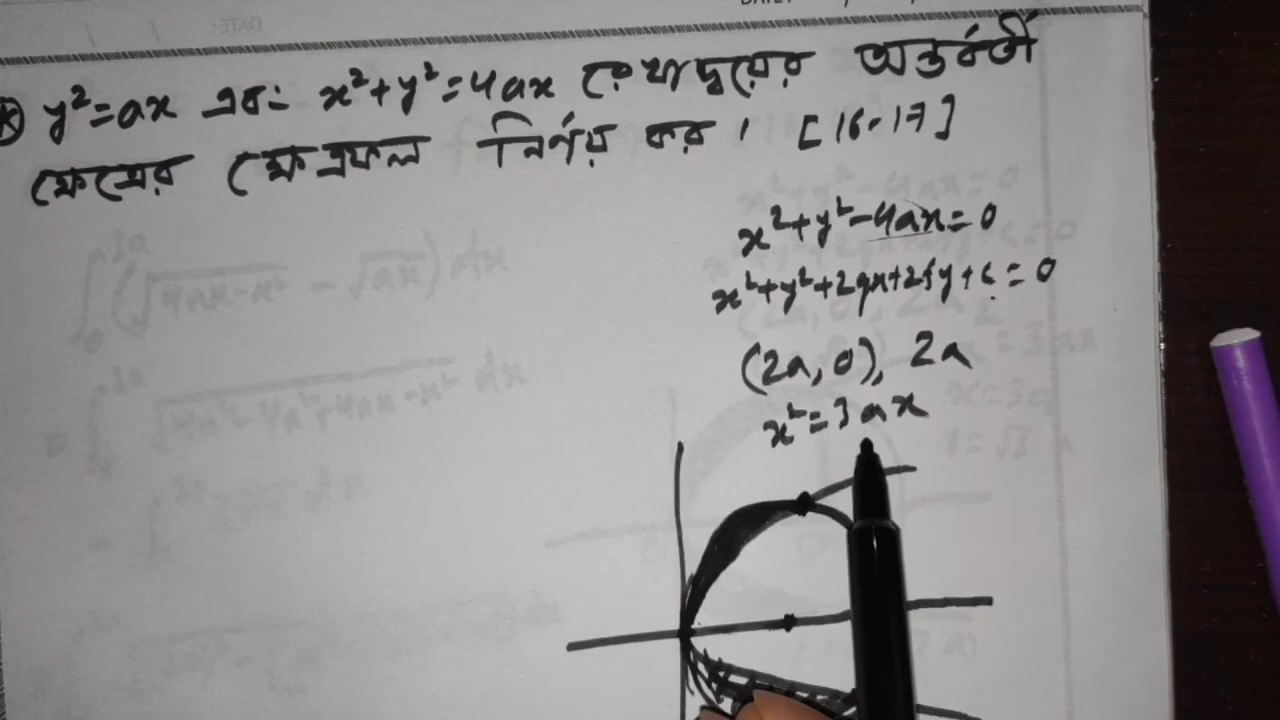 K) y²=ax এবং x²+y²=4ax রেখাদ্বয়ের অন্তর্বর্তী
ক্ষেত্রের ক্ষেত্রফল নির্ণয় কর। [16-17]
x²+y²-4ax=0
x²+y²+2gx+2fy+c=0
(2a, 0), 2a
x²=3ax